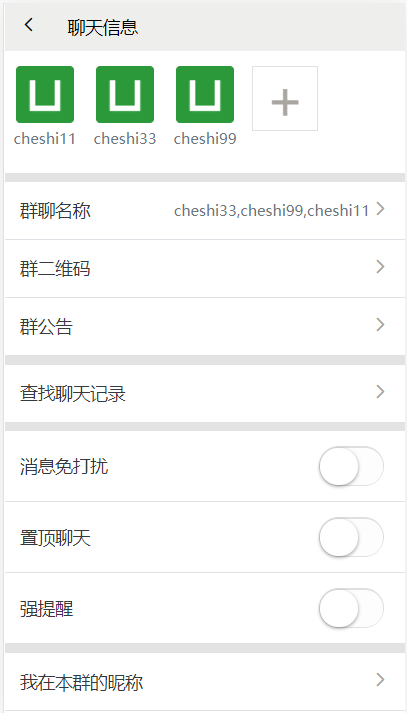 聊天信息
cheshi11 cheshi33 cheshi99
群聊名称 cheshi33,cheshi99,cheshi11
群二维码
群公告
查找聊天记录
消息免打扰
置顶聊天
强提醒
我在本群的昵称